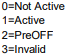 0=Not Active
1=Active
2=PreOFF
3=Invalid